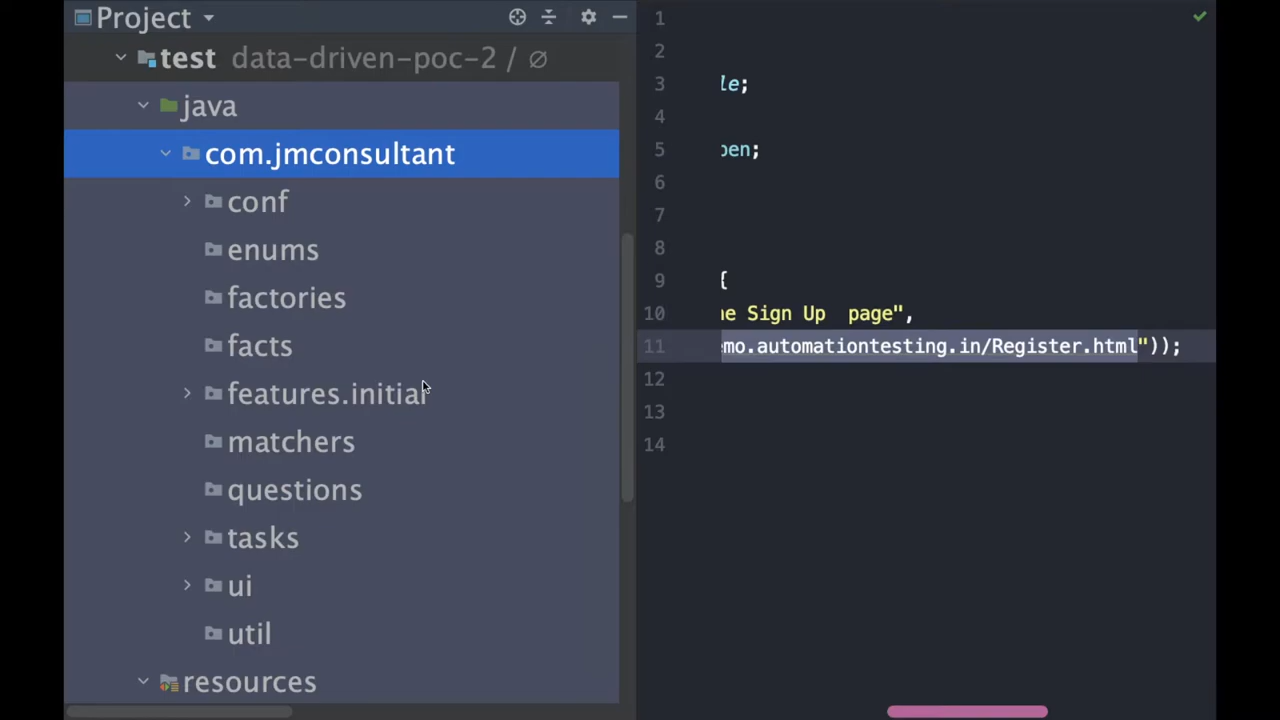 Project
test data-driven-poc-2 / ∅
java
com.jmconsultant
conf
enums
factories
facts
features.initial
matchers
questions
tasks
ui
util
resources
1
2
3 le;
4
5 pen;
6
7
8
9 {
10 ne Sign Up  page",
11 emo.automationtesting.in/Register.html"));
12
13
14